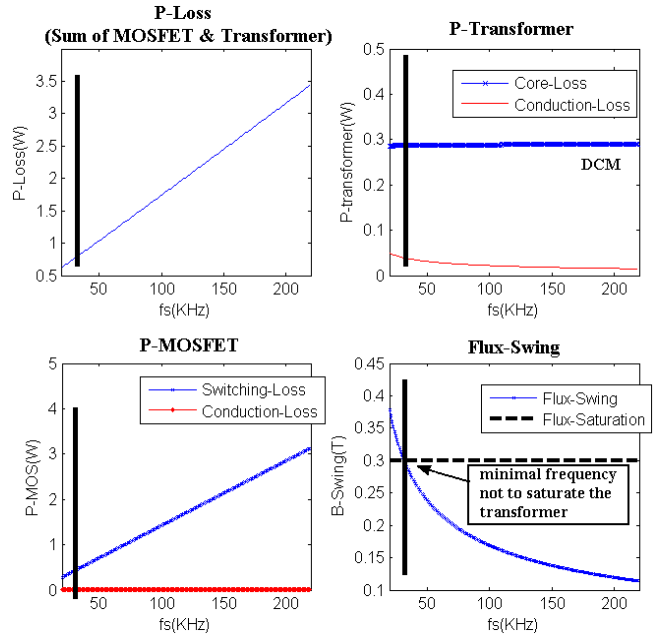 P-Loss
(Sum of MOSFET & Transformer)
3.5
3
2.5
2
1.5
1
0.5
P-Loss(W)
50
100
150
200
fs(KHz)
P-Transformer
0.5
0.4
0.3
0.2
0.1
0
P-transformer(W)
Core-Loss
Conduction-Loss
DCM
50
100
150
200
fs(KHz)
P-MOSFET
5
4
3
2
1
0
P-MOS(W)
Switching-Loss
Conduction-Loss
50
100
150
200
fs(KHz)
Flux-Swing
0.45
0.4
0.35
0.3
0.25
0.2
0.15
0.1
B-Swing(T)
Flux-Swing
Flux-Saturation
minimal frequency
not to saturate the
transformer
50
100
150
200
fs(KHz)